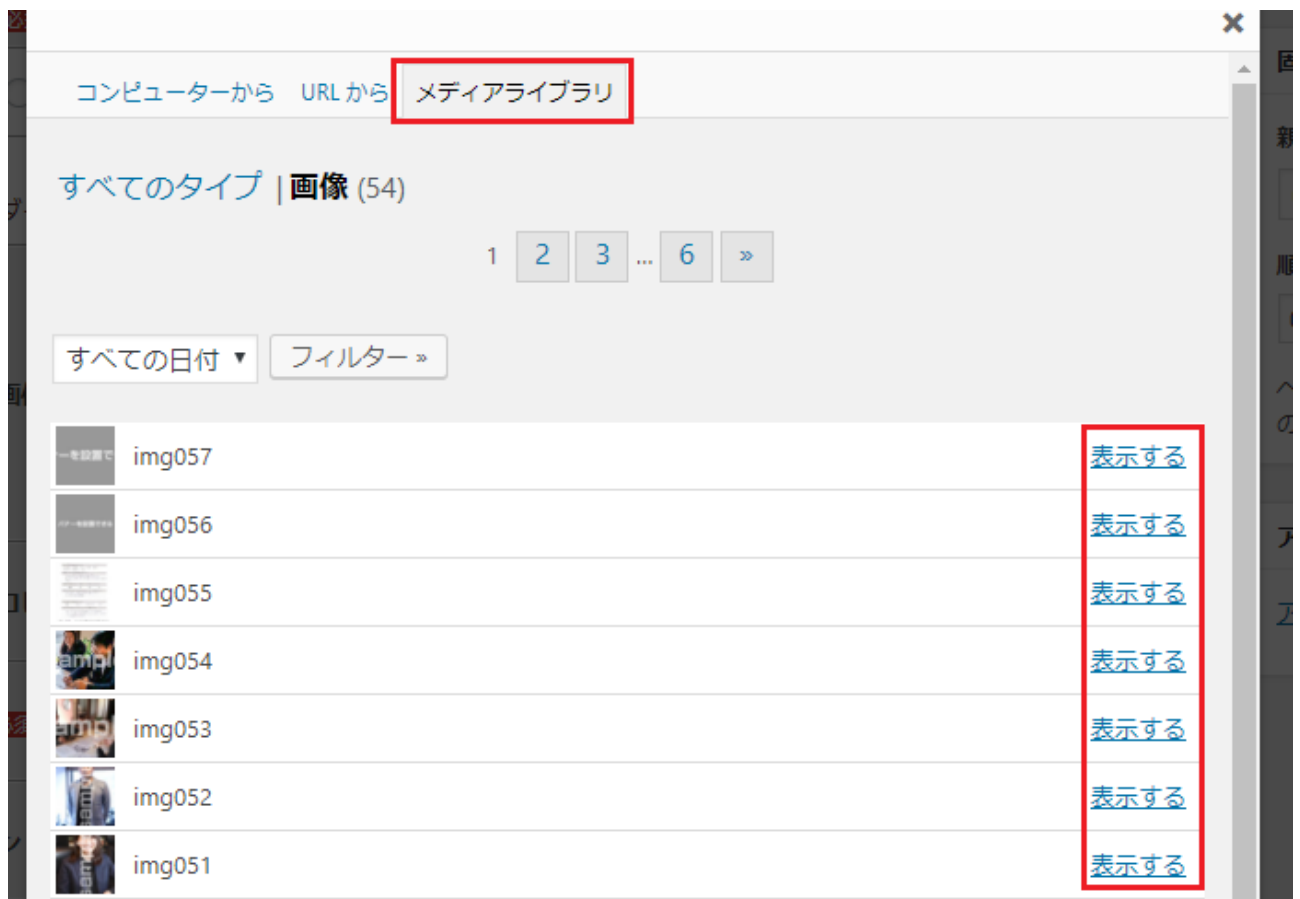 ×
コンピューターから URL から メディアライブラリ
すべてのタイプ | 画像 (54)
1 2 3 ... 6 »
すべての日付 ▼ フィルター »
img057 表示する
img056 表示する
img055 表示する
img054 表示する
img053 表示する
img052 表示する
img051 表示する